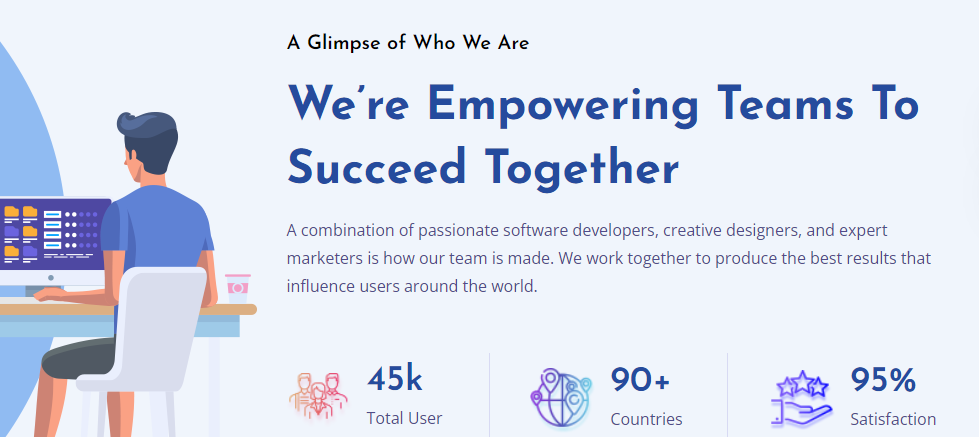 A Glimpse of Who We Are
We’re Empowering Teams To
Succeed Together
A combination of passionate software developers, creative designers, and expert
marketers is how our team is made. We work together to produce the best results that
influence users around the world.
45k
Total User
90+
Countries
95%
Satisfaction